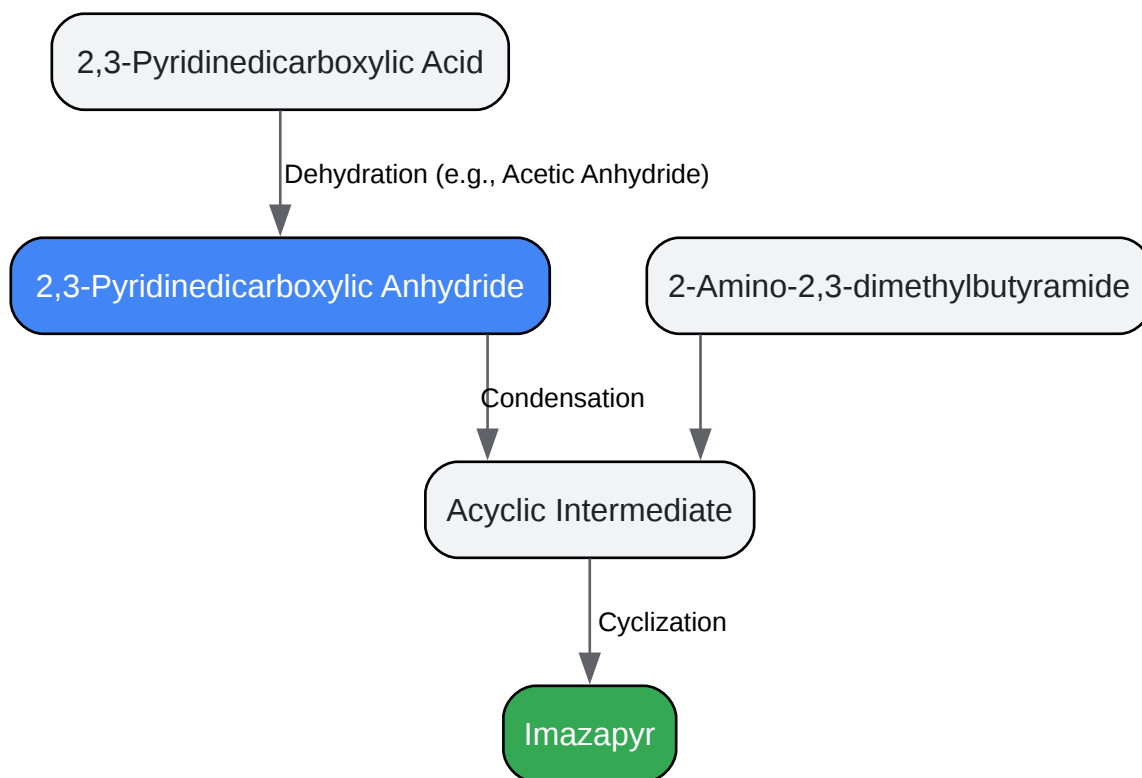 2,3-Pyridinedicarboxylic Acid
Dehydration (e.g., Acetic Anhydride)
2,3-Pyridinedicarboxylic Anhydride
2-Amino-2,3-dimethylbutyramide
Condensation
Acyclic Intermediate
Cyclization
Imazapyr